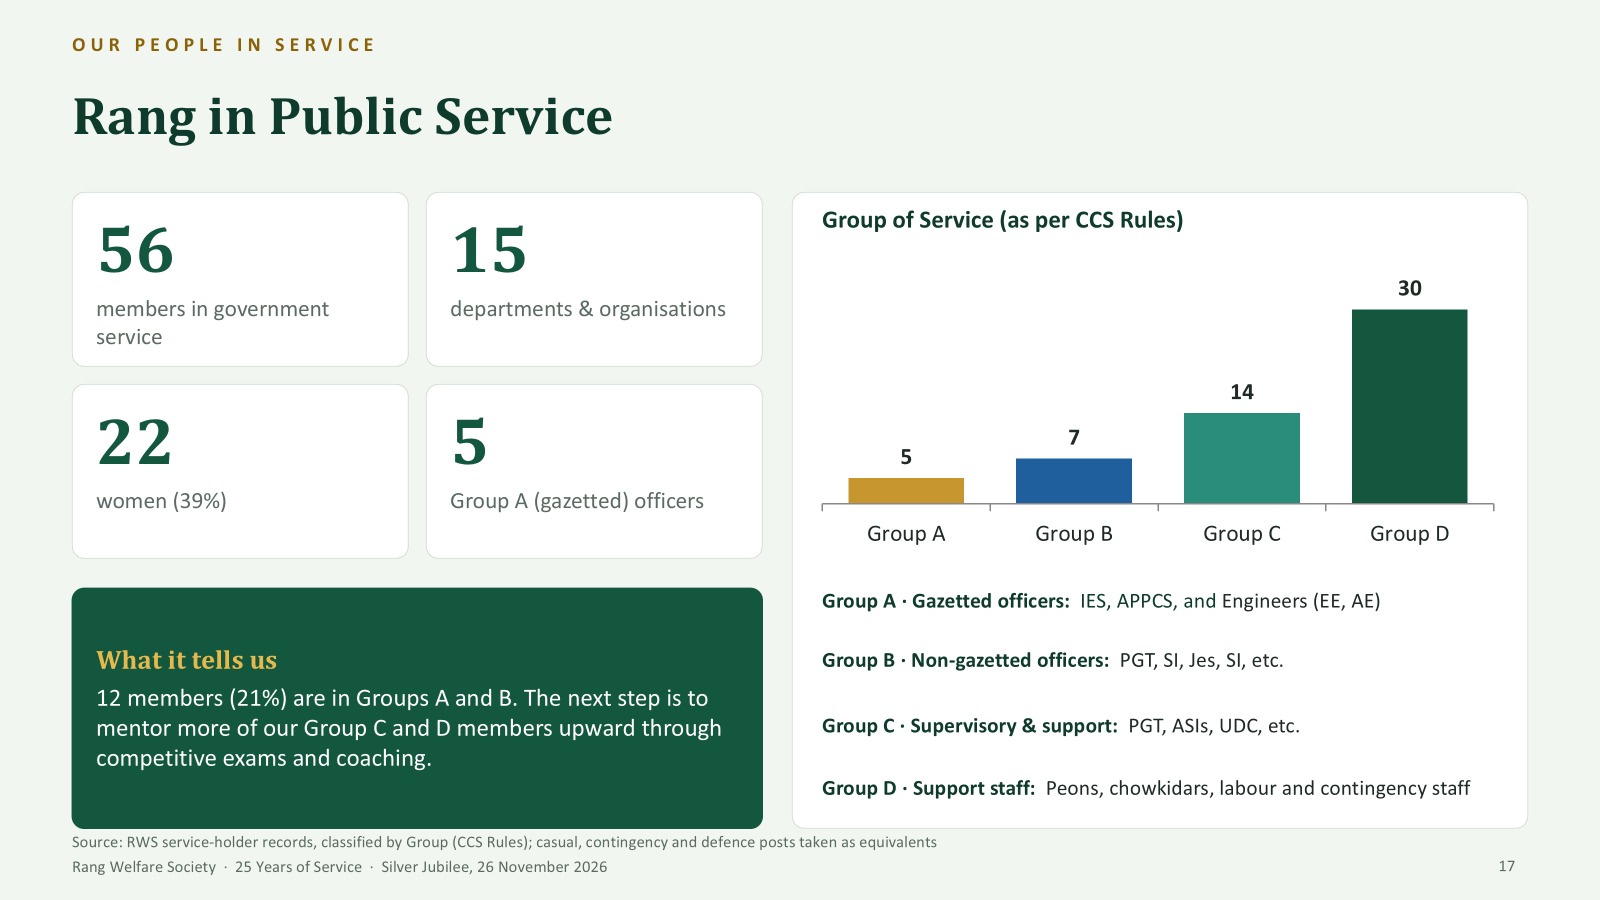 OUR PEOPLE IN SERVICE
Rang in Public Service
56
members in government
service
15
departments & organisations
22
women (39%)
5
Group A (gazetted) officers
What it tells us
12 members (21%) are in Groups A and B. The next step is to
mentor more of our Group C and D members upward through
competitive exams and coaching.
Group of Service (as per CCS Rules)
5
7
14
30
Group A
Group B
Group C
Group D
Group A · Gazetted officers: IES, APPCS, and Engineers (EE, AE)
Group B · Non-gazetted officers: PGT, SI, Jes, SI, etc.
Group C · Supervisory & support: PGT, ASIs, UDC, etc.
Group D · Support staff: Peons, chowkidars, labour and contingency staff
Source: RWS service-holder records, classified by Group (CCS Rules); casual, contingency and defence posts taken as equivalents
Rang Welfare Society · 25 Years of Service · Silver Jubilee, 26 November 2026
17